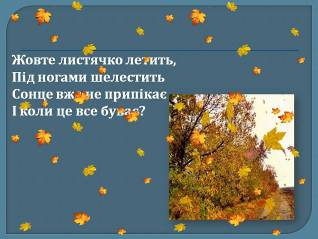 Жовте листячко летить,
Під ногами шелестить
Сонце вже не припікає
І коли це все буває?